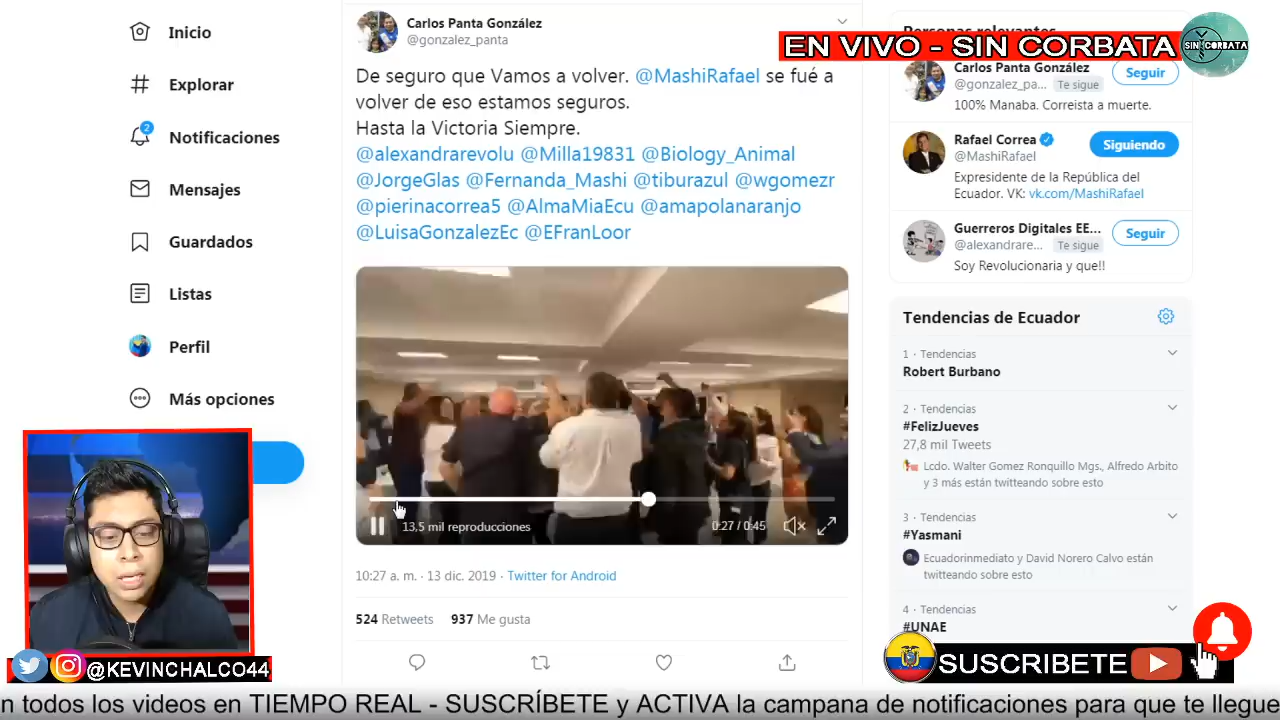 Inicio
Explorar
2
Notificaciones
Mensajes
Guardados
Listas
Perfil
Más opciones
Carlos Panta González
@gonzalez_panta
De seguro que Vamos a volver. @MashiRafael se fué a
volver de eso estamos seguros.
Hasta la Victoria Siempre.
@alexandrarevolu @Milla19831 @Biology_Animal
@JorgeGlas @Fernanda_Mashi @tiburazul @wgomezr
@pierinacorrea5 @AlmaMiaEcu @amapolanaranjo
@LuisaGonzalezEc @EFranLoor
13,5 mil reproducciones
0:27 / 0:45
10:27 a. m. · 13 dic. 2019 · Twitter for Android
524 Retweets 937 Me gusta
Personas relevantes
EN VIVO - SIN CORBATA
SIN CORBATA
Carlos Panta González
@gonzalez_pa... Te sigue
Seguir
100% Manaba. Correista a muerte.
Rafael Correa
@MashiRafael
Siguiendo
Expresidente de la República del
Ecuador. VK: vk.com/MashiRafael
Guerreros Digitales EE...
@alexandrare... Te sigue
Seguir
Soy Revolucionaria y que!!
Tendencias de Ecuador
1 · Tendencias
Robert Burbano
2 · Tendencias
#FelizJueves
27,8 mil Tweets
Lcdo. Walter Gomez Ronquillo Mgs., Alfredo Arbito
y 3 más están twitteando sobre esto
3 · Tendencias
#Yasmani
Ecuadorinmediato y David Norero Calvo están
twitteando sobre esto
4 · Tendencias
#UNAE
@KEVINCHALCO44
SUSCRIBETE
n todos los videos en TIEMPO REAL - SUSCRÍBETE y ACTIVA la campana de notificaciones para que te llegue